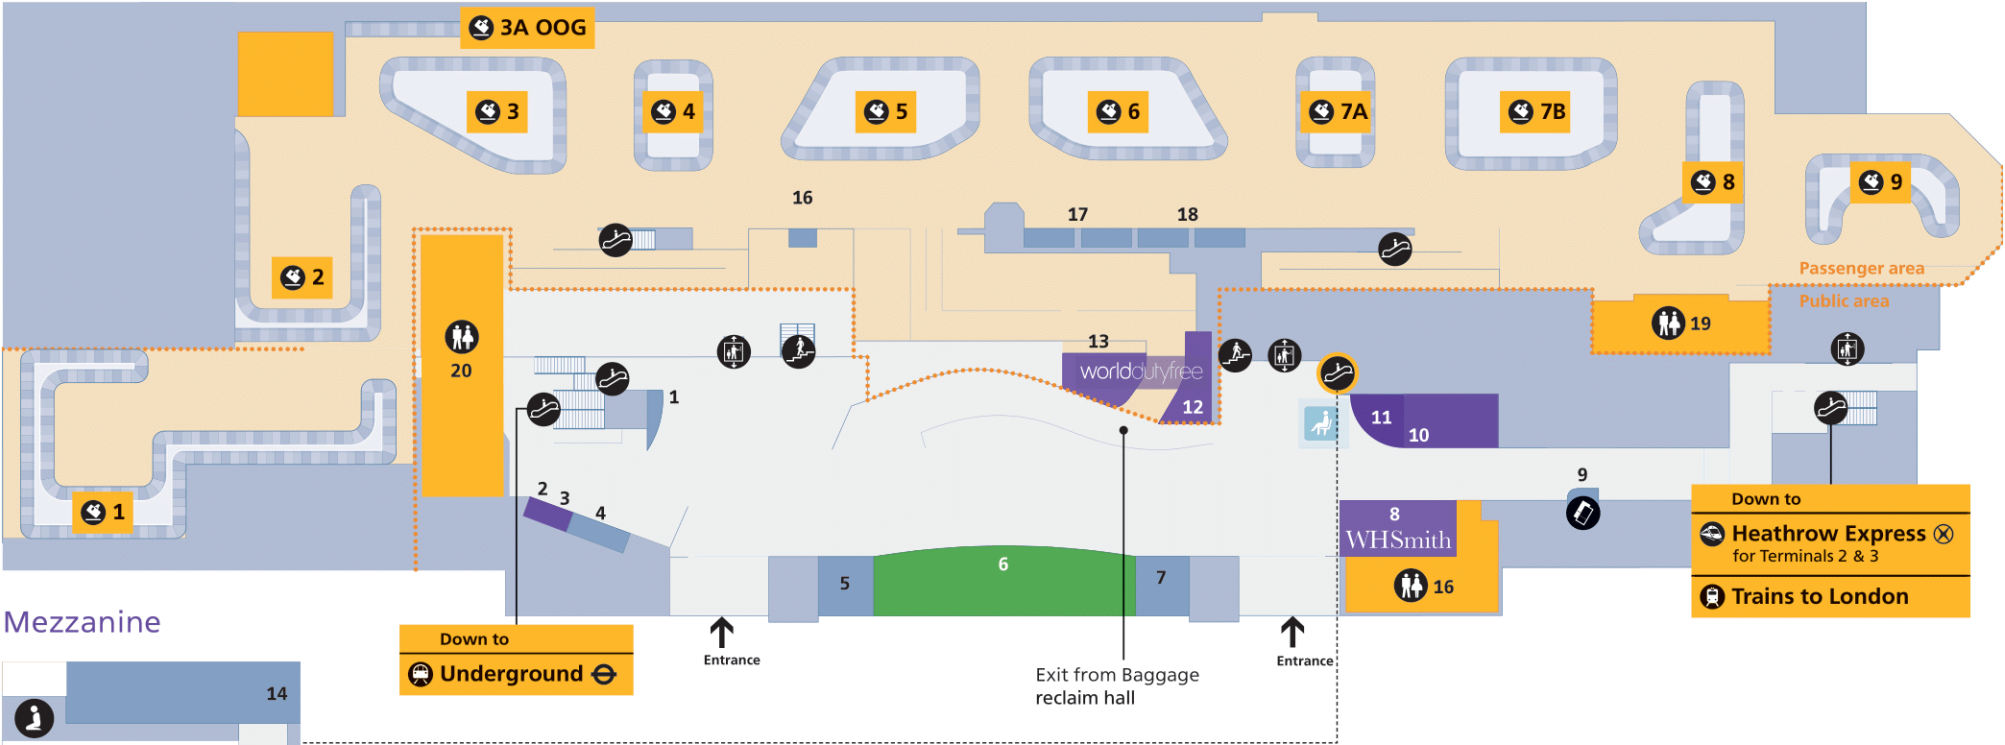 3A OOG
3
4
5
6
7A
7B
8
9
2
1
16
17
18
Passenger area
Public area
19
20
1
13
worlddutyfree
12
11
10
2
3
4
9
8
WHSmith
16
5
6
7
Down to
Heathrow Express
for Terminals 2 & 3
Trains to London
Down to
Underground
Entrance
Entrance
Exit from Baggage
reclaim hall
Mezzanine
14